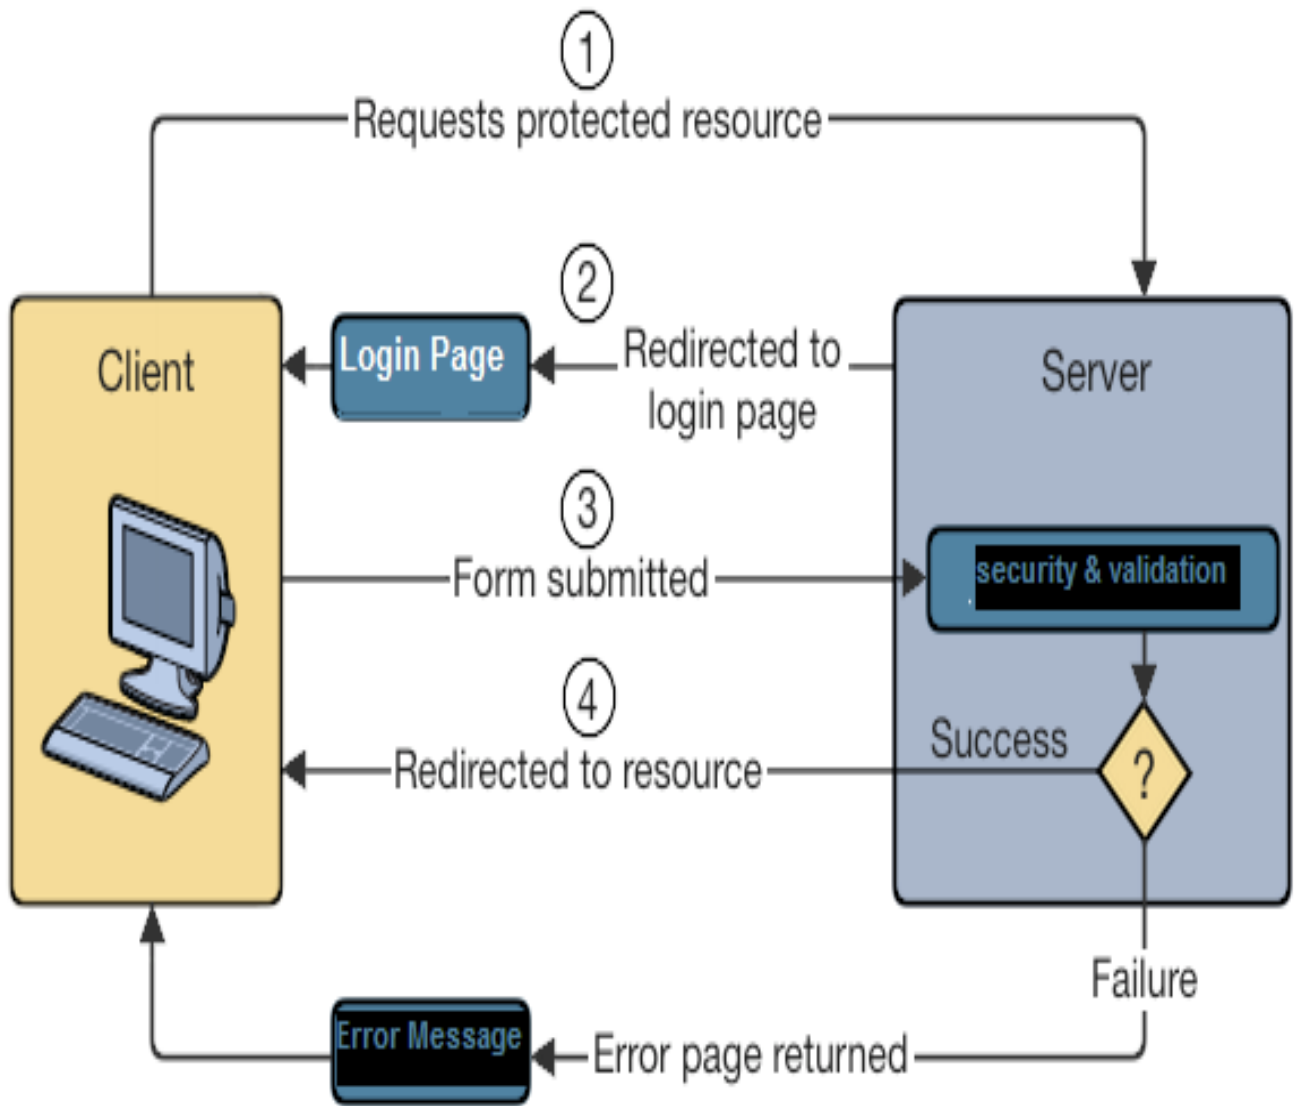 1
Requests protected resource
2
Client
Login Page
Redirected to
login page
Server
3
Form submitted
security & validation
4
Redirected to resource
Success
?
Failure
Error Message
Error page returned